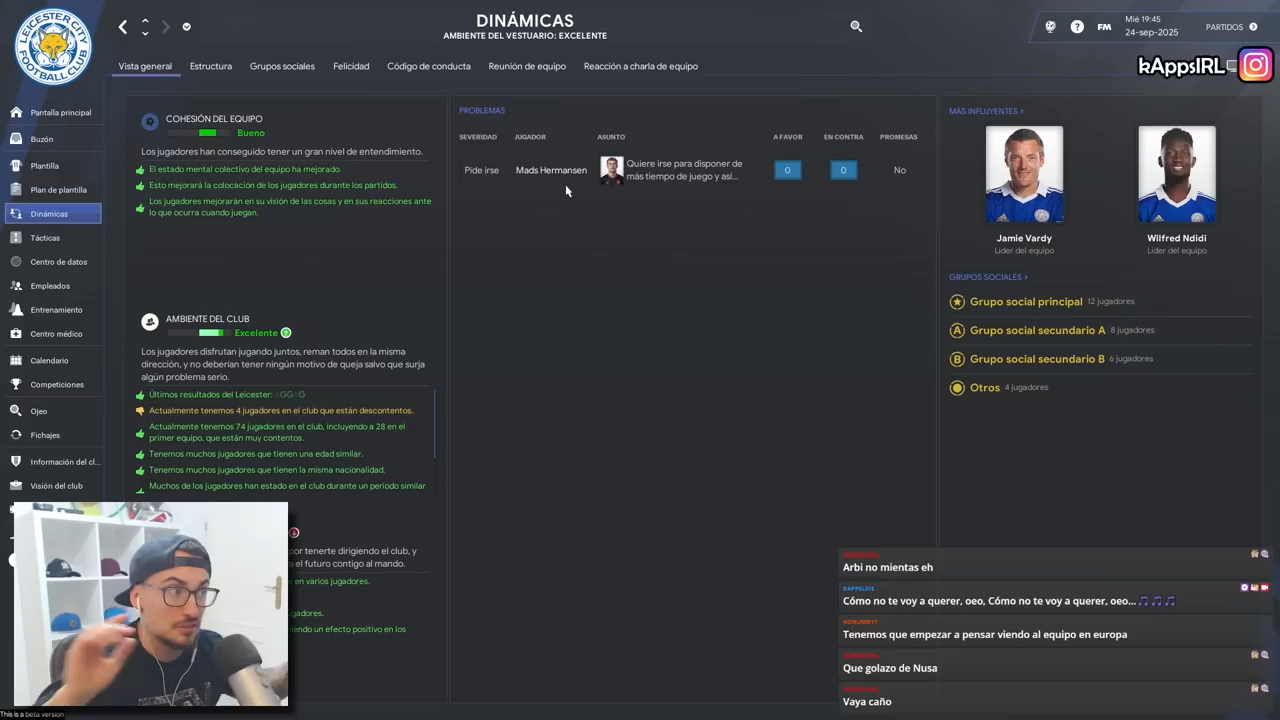 LEICESTER CITY
FOOTBALL CLUB
DINÁMICAS
AMBIENTE DEL VESTUARIO: EXCELENTE
FM
Mié 19:45
24-sep-2025
PARTIDOS
kAppsIRL
Vista general
Estructura
Grupos sociales
Felicidad
Código de conducta
Reunión de equipo
Reacción a charla de equipo
Pantalla principal
Buzón
Plantilla
Plan de plantilla
Dinámicas
Tácticas
Centro de datos
Empleados
Entrenamiento
Centro médico
Calendario
Competiciones
Ojeo
Fichajes
Información del cl...
Visión del club
COHESIÓN DEL EQUIPO
Bueno
Los jugadores han conseguido tener un gran nivel de entendimiento.
El estado mental colectivo del equipo ha mejorado.
Esto mejorará la colocación de los jugadores durante los partidos.
Los jugadores mejorarán en su visión de las cosas y en sus reacciones ante
lo que ocurra cuando juegan.
AMBIENTE DEL CLUB
Excelente
Los jugadores disfrutan jugando juntos, reman todos en la misma
dirección, y no deberían tener ningún motivo de queja salvo que surja
algún problema serio.
Últimos resultados del Leicester: GG G
Actualmente tenemos 4 jugadores en el club que están descontentos.
Actualmente tenemos 74 jugadores en el club, incluyendo a 28 en el
primer equipo, que están muy contentos.
Tenemos muchos jugadores que tienen una edad similar.
Tenemos muchos jugadores que tienen la misma nacionalidad.
Muchos de los jugadores han estado en el club durante un periodo similar
por tenerte dirigiendo el club, y
el futuro contigo al mando.
en varios jugadores.
ugadores.
iendo un efecto positivo en los
PROBLEMAS
SEVERIDAD JUGADOR ASUNTO A FAVOR EN CONTRA PROMESAS
Pide irse Mads Hermansen Quiere irse para disponer de
más tiempo de juego y asi... 0 0 No
MÁS INFLUYENTES >
Jamie Vardy
Líder del equipo
Wilfred Ndidi
Líder del equipo
GRUPOS SOCIALES >
Grupo social principal 12 jugadores
A Grupo social secundario A 8 jugadores
B Grupo social secundario B 6 jugadores
Otros 4 jugadores
Arbi no mientas eh
KAPPSLIVE
Cómo no te voy a querer, oeo, Cómo no te voy a querer, oeo...🎵🎵🎵
Tenemos que empezar a pensar viendo al equipo en europa
Que golazo de Nusa
Vaya caño
This is a beta version